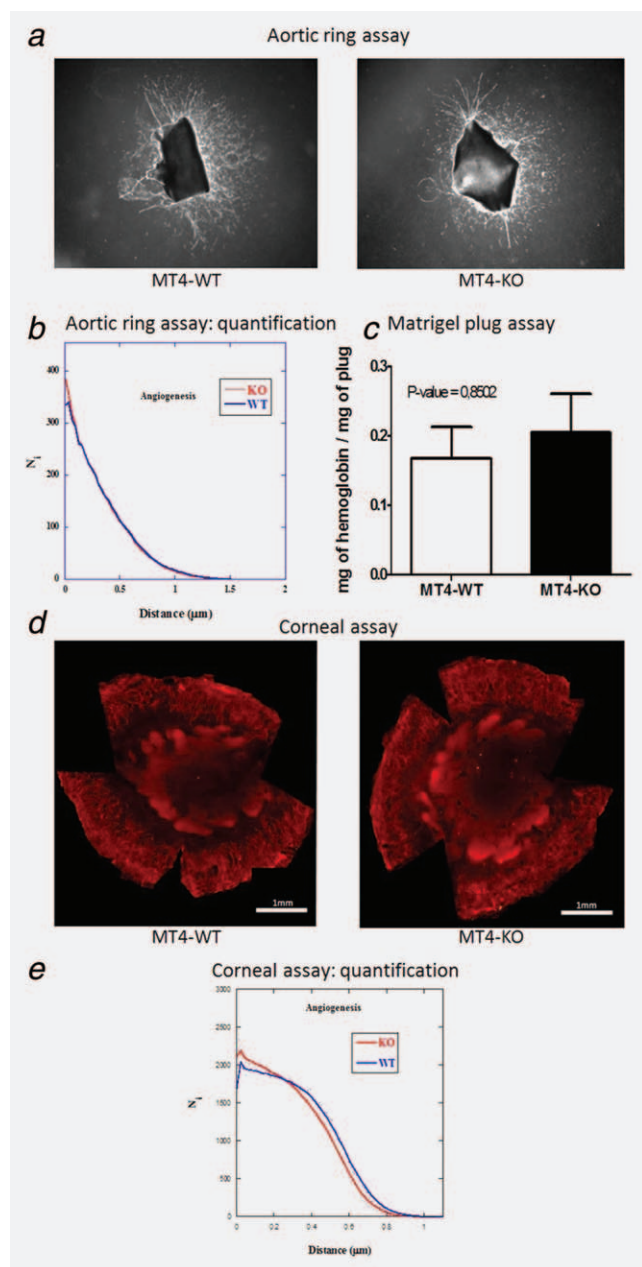 a
Aortic ring assay
MT4-WT
MT4-KO
b Aortic ring assay: quantification
400
300
200
100
0
N_i
Angiogenesis
KO
WT
0
0.5
1
1.5
2
Distance (µm)
c Matrigel plug assay
mg of hemoglobin / mg of plug
0.3
0.2
0.1
0.0
P-value = 0,8502
MT4-WT
MT4-KO
d
Corneal assay
1mm
1mm
MT4-WT
MT4-KO
e
Corneal assay: quantification
3000
2500
2000
1500
1000
500
0
N_i
Angiogenesis
KO
WT
0
0.2
0.4
0.6
0.8
1
Distance (µm)